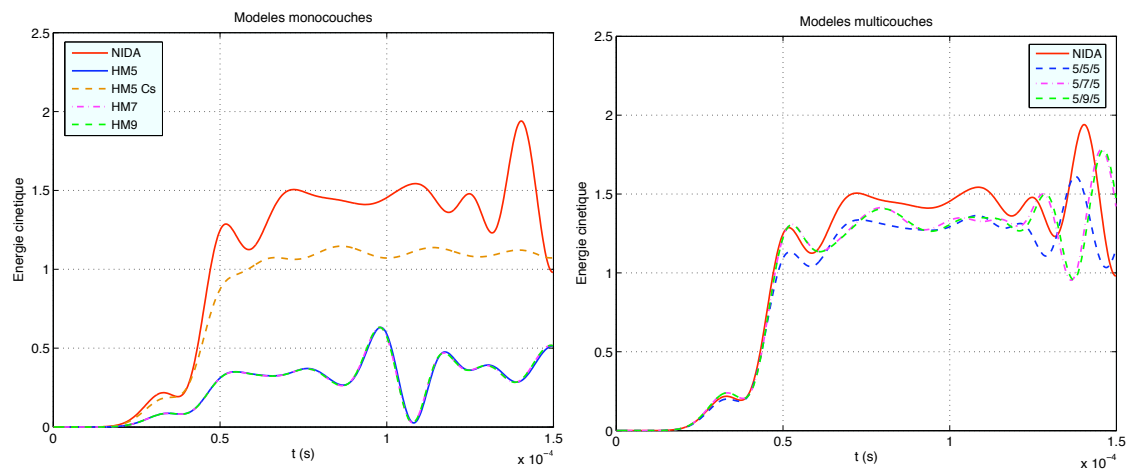 Modeles monocouches
2.5
2
1.5
1
0.5
0
Energie cinetique
NIDA
HM5
HM5 Cs
HM7
HM9
0
0.5
1
1.5
t (s)
x 10⁻⁴
Modeles multicouches
2.5
2
1.5
1
0.5
0
Energie cinetique
NIDA
5/5/5
5/7/5
5/9/5
0
0.5
1
1.5
t (s)
x 10⁻⁴